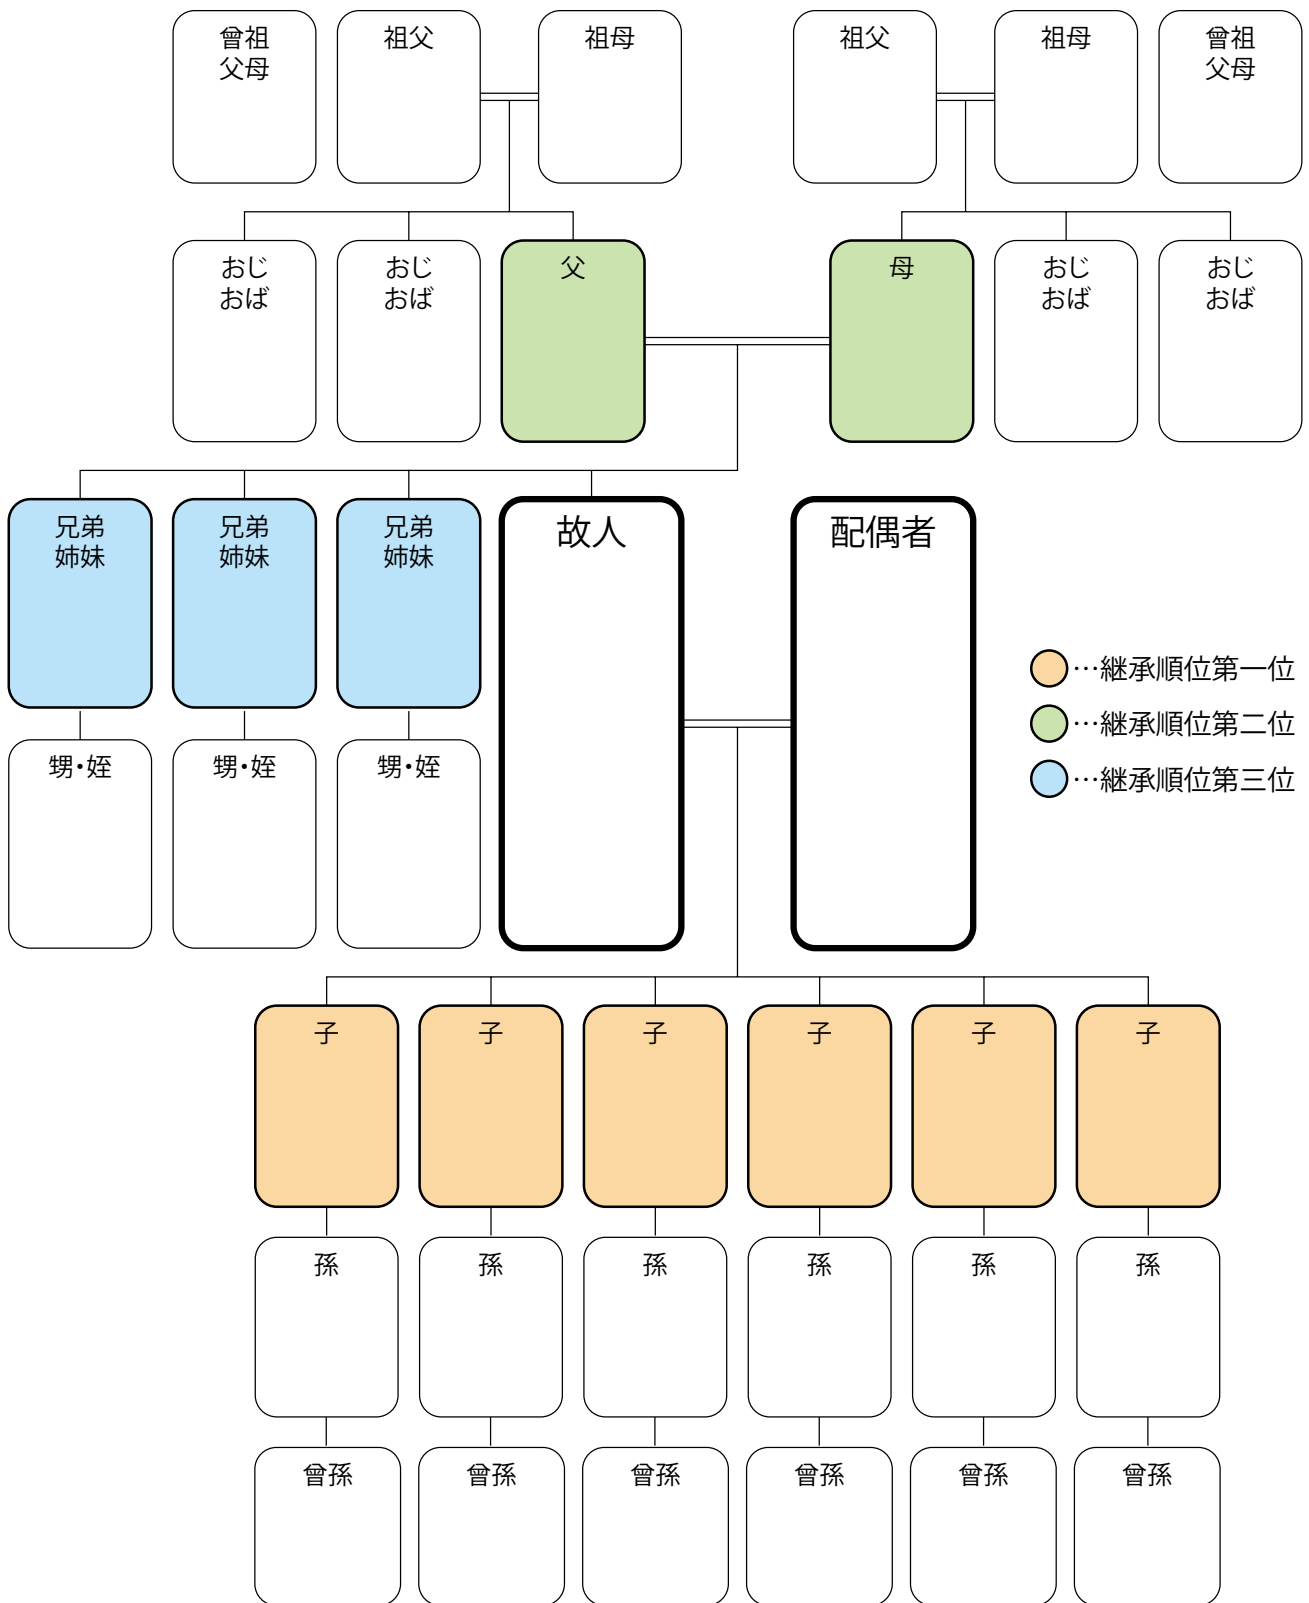 曾祖
父母
祖父
祖母
祖父
祖母
曾祖
父母
おじ
おば
おじ
おば
父
母
おじ
おば
おじ
おば
兄弟
姉妹
兄弟
姉妹
兄弟
姉妹
故人
配偶者
…継承順位第一位
…継承順位第二位
…継承順位第三位
甥・姪
甥・姪
甥・姪
子
子
子
子
子
子
孫
孫
孫
孫
孫
孫
曾孫
曾孫
曾孫
曾孫
曾孫
曾孫